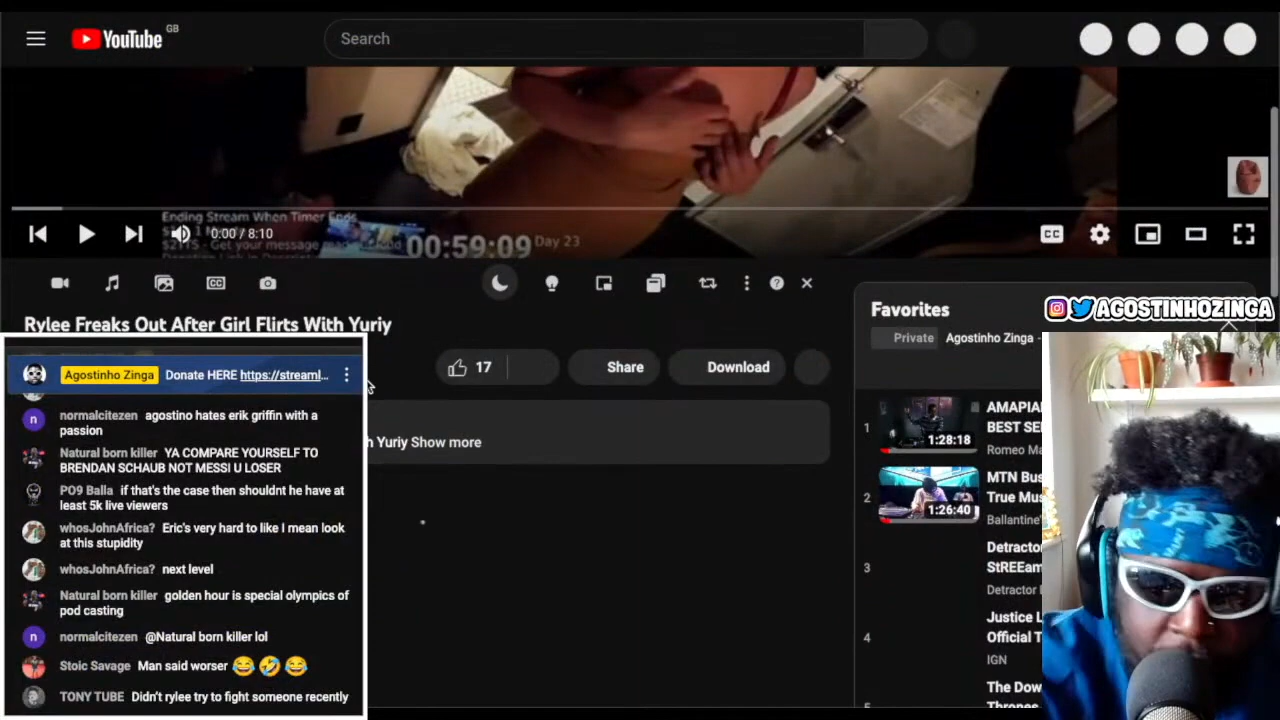 YouTube GB
Search
Ending Stream When Timer Ends
0:00 / 8:10
00:59:09 Day 23
CC
Rylee Freaks Out After Girl Flirts With Yuriy
17
Share
Download
h Yuriy Show more
Favorites
Private Agostinho Zinga -
AGOSTINHOZINGA
1
1:28:18
AMAPIAN
BEST SE
Romeo Ma
2
1:26:40
MTN Bus
True Mus
Ballantine'
3
Detractor
StREEam
Detractor
4
Justice L
Official T
IGN
The Dow
Agostinho Zinga Donate HERE https://streaml...
normalcitezen agostino hates erik griffin with a
passion
Natural born killer YA COMPARE YOURSELF TO
BRENDAN SCHAUB NOT MESSI U LOSER
PO9 Balla if that's the case then shouldnt he have at
least 5k live viewers
whosJohnAfrica? Eric's very hard to like I mean look
at this stupidity
whosJohnAfrica? next level
Natural born killer golden hour is special olympics of
pod casting
normalcitezen @Natural born killer lol
Stoic Savage Man said worser 😂🤣😂
TONY TUBE Didn't rylee try to fight someone recently